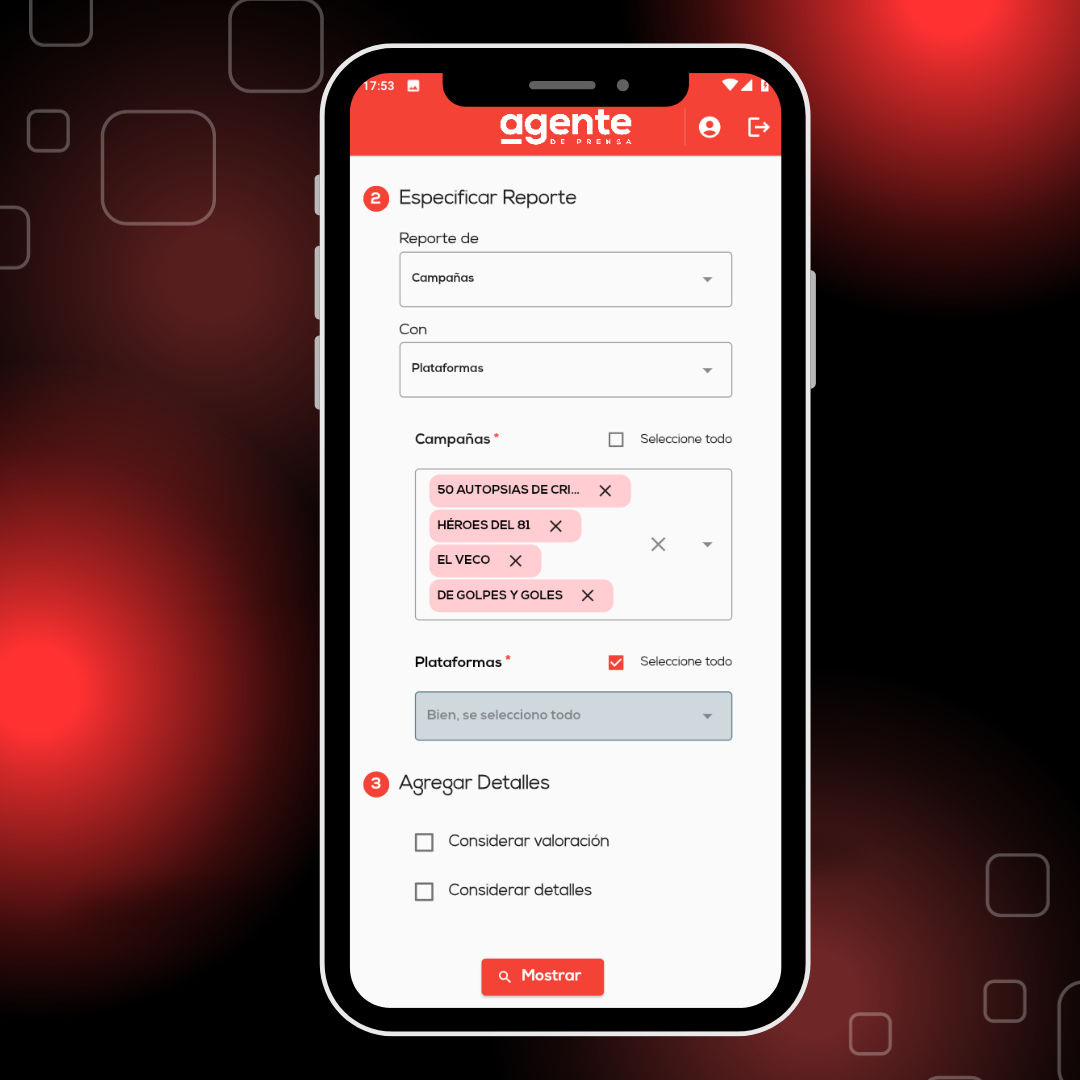 17:53
agente
DE PRENSA
2 Especificar Reporte
Reporte de
Campañas
Con
Plataformas
Campañas * Seleccione todo
50 AUTOPSIAS DE CRI...
HÉROES DEL 81
EL VECO
DE GOLPES Y GOLES
Plataformas * Seleccione todo
Bien, se selecciono todo
3 Agregar Detalles
Considerar valoración
Considerar detalles
Mostrar